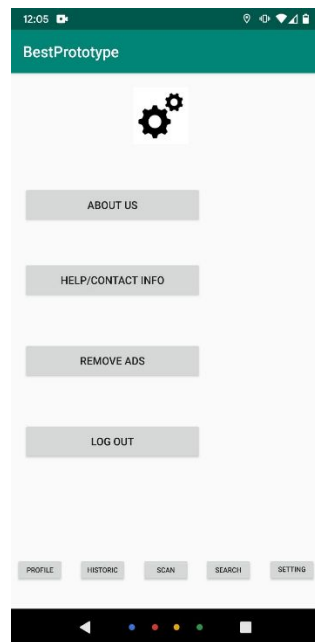 12:05
BestPrototype
ABOUT US
HELP/CONTACT INFO
REMOVE ADS
LOG OUT
PROFILE HISTORIC SCAN SEARCH SETTING